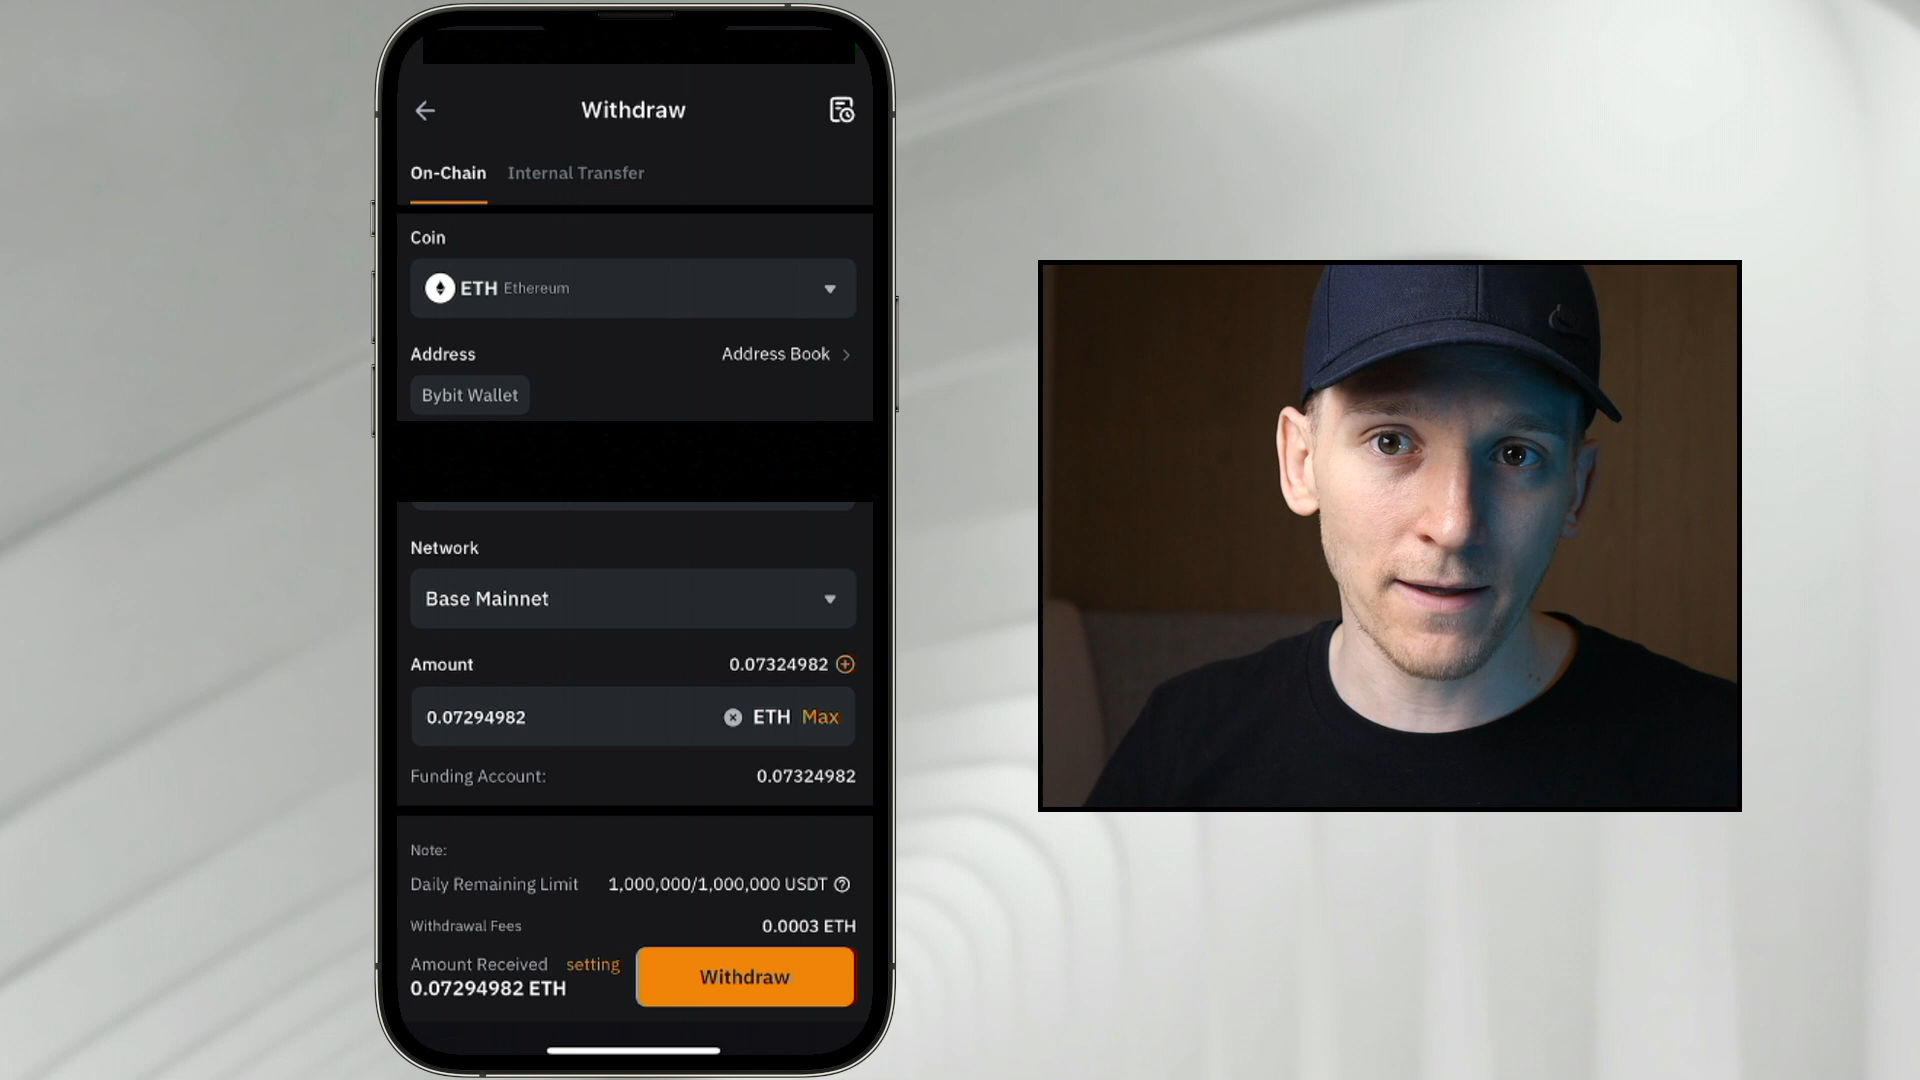 Withdraw
On-Chain Internal Transfer
Coin
ETH Ethereum
Address Address Book
Bybit Wallet
Network
Base Mainnet
Amount 0.07324982
0.07294982 ETH Max
Funding Account: 0.07324982
Note:
Daily Remaining Limit 1,000,000/1,000,000 USDT
Withdrawal Fees 0.0003 ETH
Amount Received setting
0.07294982 ETH
Withdraw